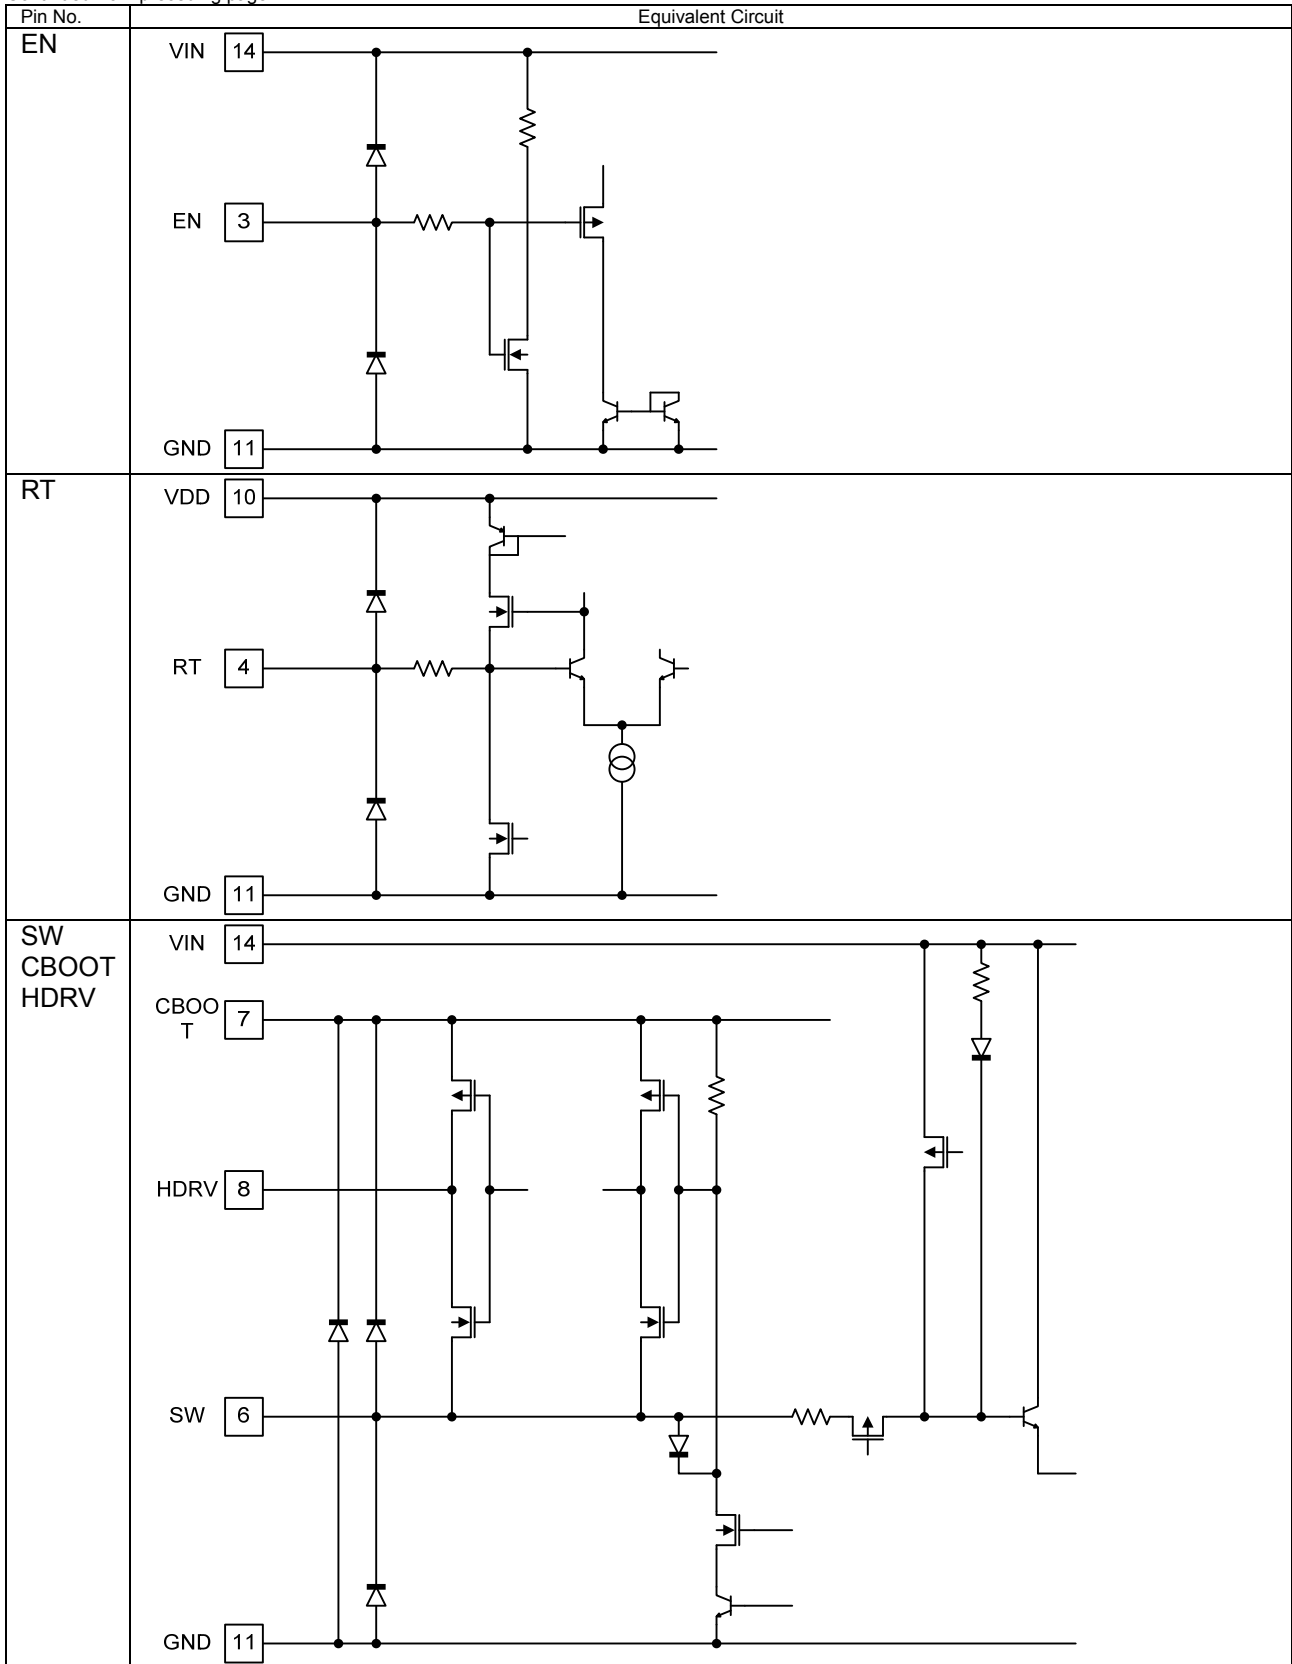 Pin No. Equivalent Circuit
EN
VIN 14
EN 3
GND 11
RT
VDD 10
RT 4
GND 11
SW
CBOOT
HDRV
VIN 14
CBOO
T
7
HDRV 8
SW 6
GND 11